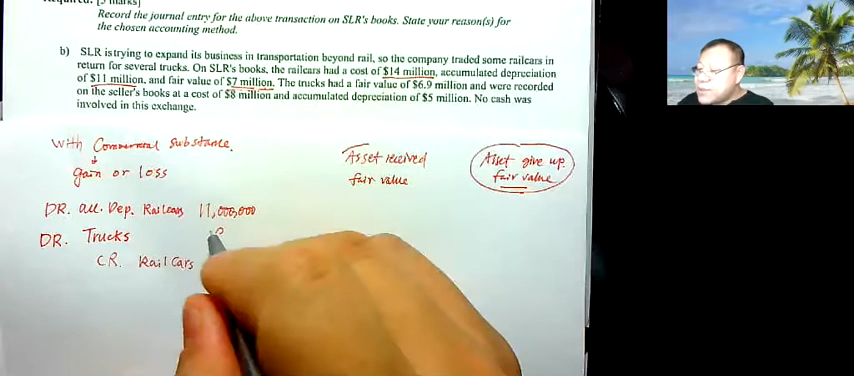 [5 marks]
Record the journal entry for the above transaction on SLR's books. State your reason(s) for
the chosen accounting method.
b) SLR is trying to expand its business in transportation beyond rail, so the company traded some railcars in
return for several trucks. On SLR's books, the railcars had a cost of $14 million, accumulated depreciation
of $11 million, and fair value of $7 million. The trucks had a fair value of $6.9 million and were recorded
on the seller's books at a cost of $8 million and accumulated depreciation of $5 million. No cash was
involved in this exchange.
With Commercial Substance.
gain or loss
Asset received
fair value
Asset give up.
fair value
DR. Acc. Dep. Railcars 11,000,000
DR. Trucks
CR. Rail Cars